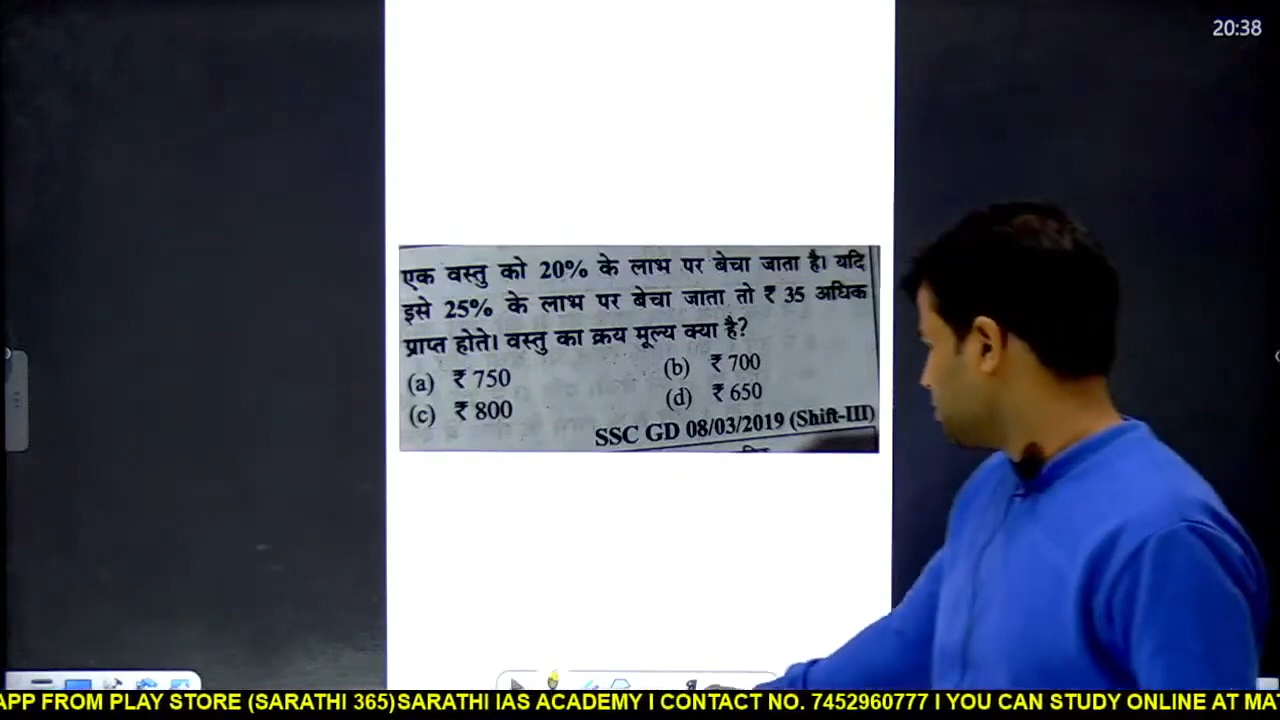 20:38
एक वस्तु को 20% के लाभ पर बेचा जाता है। यदि
इसे 25% के लाभ पर बेचा जाता तो ₹ 35 अधिक
प्राप्त होते। वस्तु का क्रय मूल्य क्या है?
(a) ₹ 750 (b) ₹ 700
(c) ₹ 800 (d) ₹ 650
SSC GD 08/03/2019 (Shift-III)
APP FROM PLAY STORE (SARATHI 365)SARATHI IAS ACADEMY I CONTACT NO. 7452960777 I YOU CAN STUDY ONLINE AT